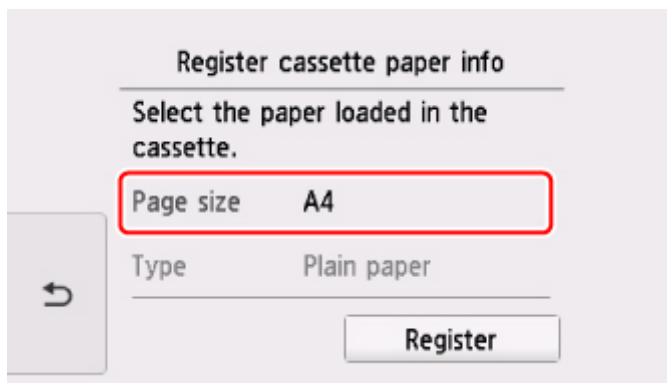 Register cassette paper info
Select the paper loaded in the
cassette.
Page size A4
Type Plain paper
Register